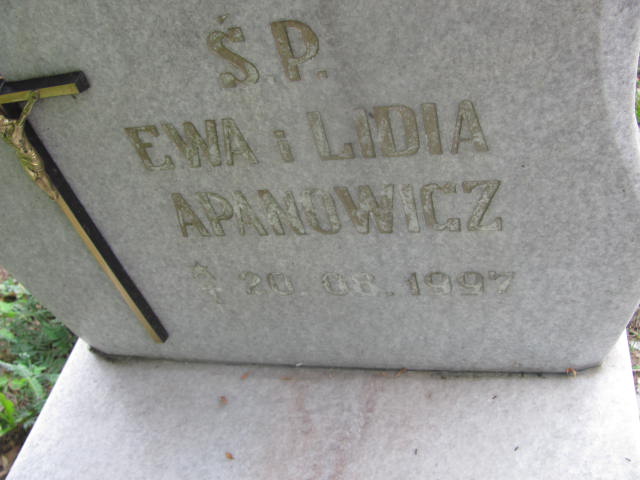 Ś.P.
EWA i LIDIA
APANOWICZ
† 20.08.1997